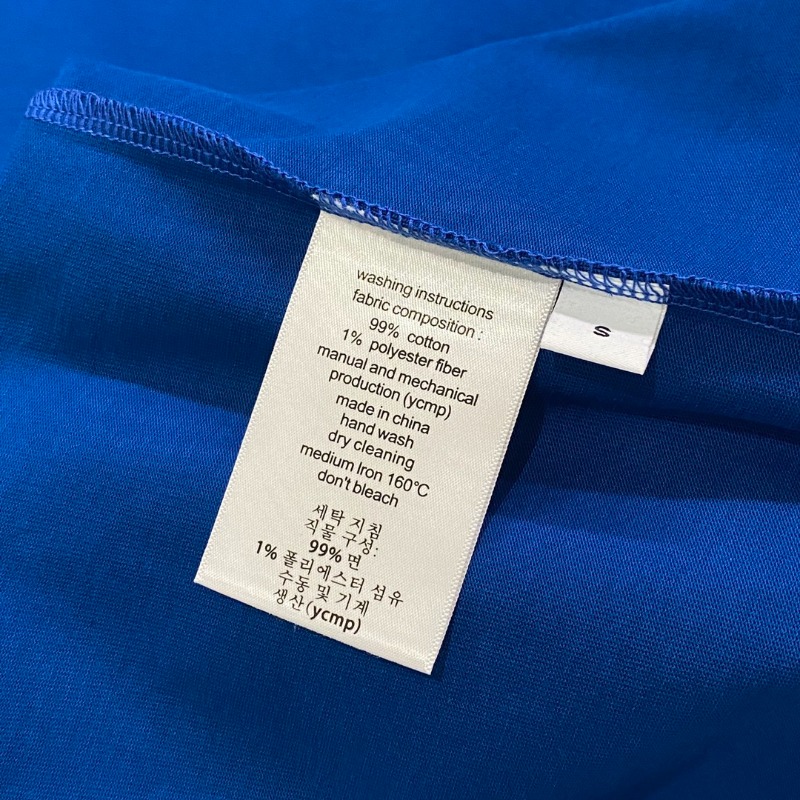 washing instructions
fabric composition :
99% cotton
1% polyester fiber
manual and mechanical
production (ycmp)
made in china
hand wash
dry cleaning
medium Iron 160°C
don't bleach
세탁 지침
직물 구성:
99% 면
1% 폴리에스터 섬유
수동 및 기계
생산(ycmp)
S